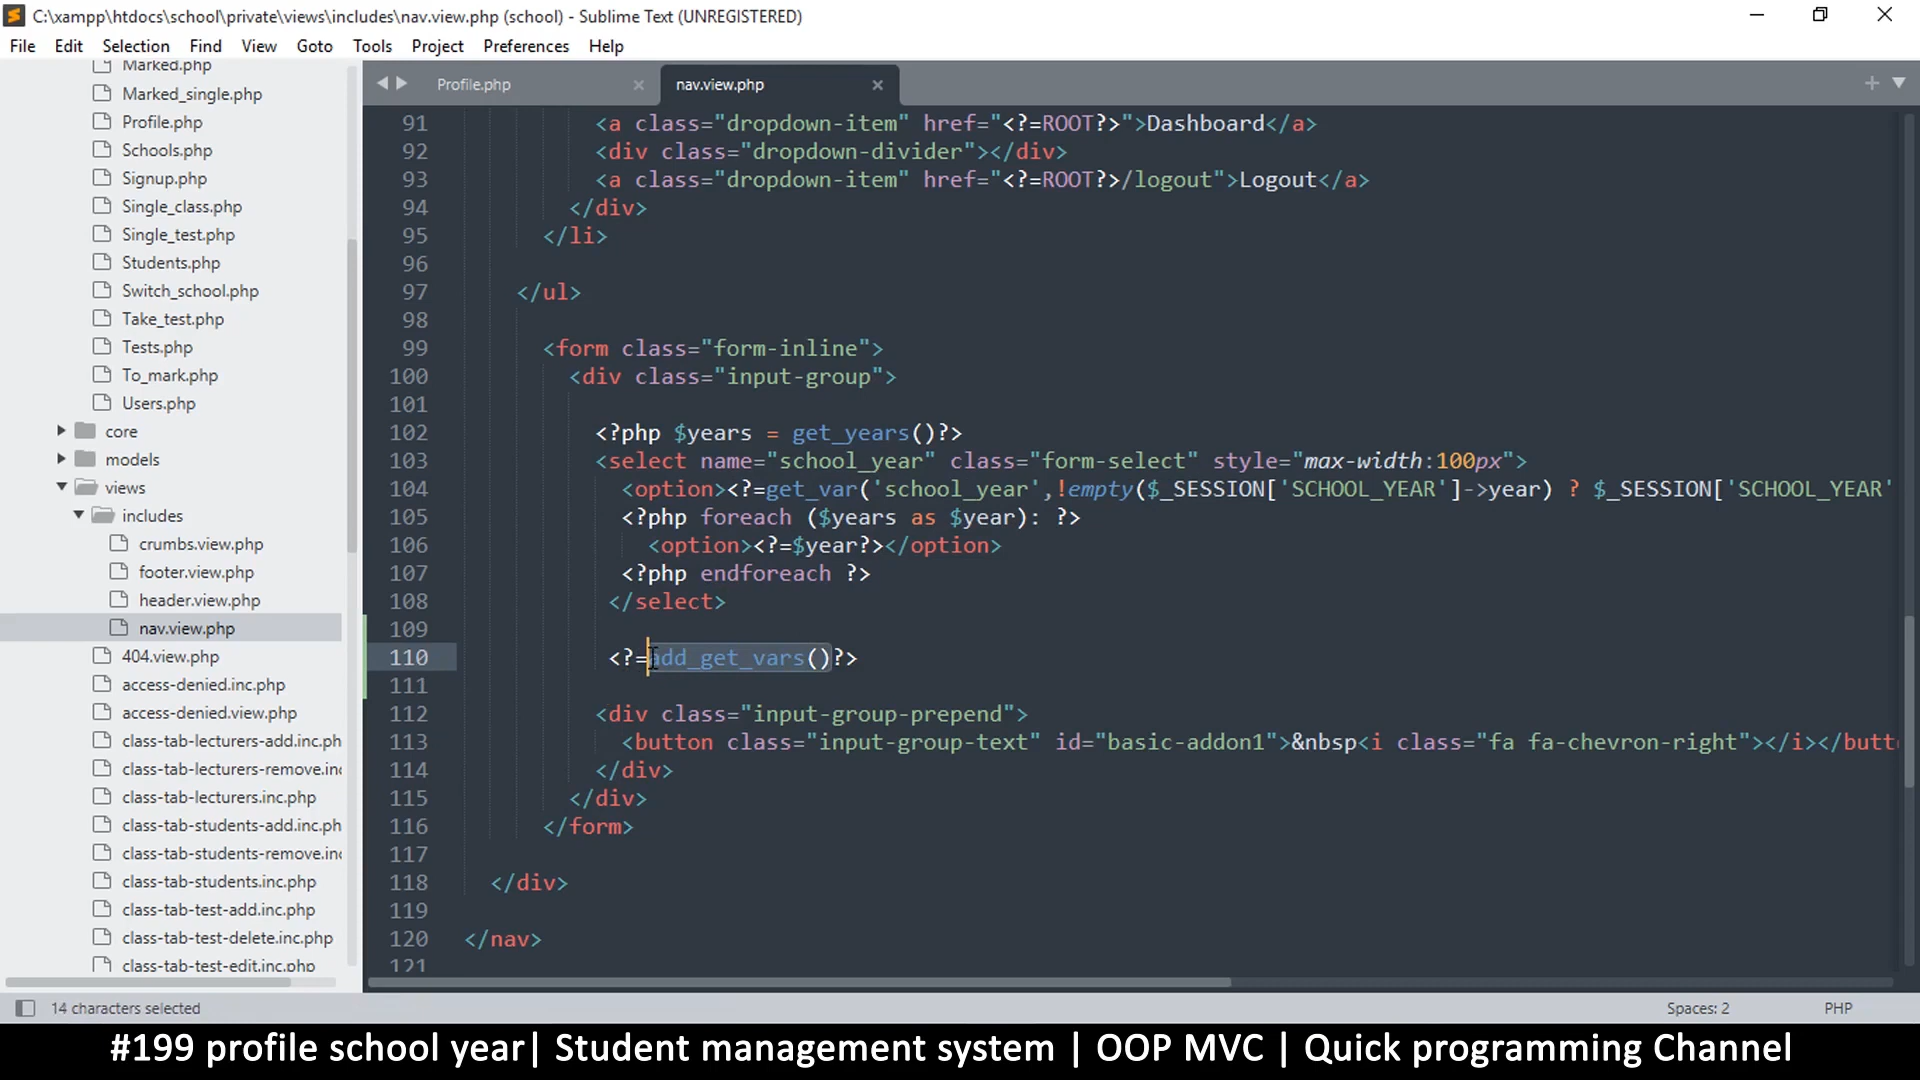 C:\xampp\htdocs\school\private\views\includes\nav.view.php (school) - Sublime Text (UNREGISTERED)
File Edit Selection Find View Goto Tools Project Preferences Help
Marked.php
Marked_single.php
Profile.php
Schools.php
Signup.php
Single_class.php
Single_test.php
Students.php
Switch_school.php
Take_test.php
Tests.php
To_mark.php
Users.php
core
models
views
includes
crumbs.view.php
footer.view.php
header.view.php
nav.view.php
404.view.php
access-denied.inc.php
access-denied.view.php
class-tab-lecturers-add.inc.ph
class-tab-lecturers-remove.inc
class-tab-lecturers.inc.php
class-tab-students-add.inc.ph
class-tab-students-remove.inc
class-tab-students.inc.php
class-tab-test-add.inc.php
class-tab-test-delete.inc.php
class-tab-test-edit.inc.php
Profile.php nav.view.php
91 <a class="dropdown-item" href="<?=ROOT?>">Dashboard</a>
92 <div class="dropdown-divider"></div>
93 <a class="dropdown-item" href="<?=ROOT?>/logout">Logout</a>
94 </div>
95 </li>
96
97 </ul>
98
99 <form class="form-inline">
100 <div class="input-group">
101
102 <?php $years = get_years()?>
103 <select name="school_year" class="form-select" style="max-width:100px">
104 <option><?=get_var('school_year',!empty($_SESSION['SCHOOL_YEAR']->year) ? $_SESSION['SCHOOL_YEAR'
105 <?php foreach ($years as $year): ?>
106 <option><?=$year?></option>
107 <?php endforeach ?>
108 </select>
109
110 <?=add_get_vars()?>
111
112 <div class="input-group-prepend">
113 <button class="input-group-text" id="basic-addon1">&nbsp<i class="fa fa-chevron-right"></i></butt
114 </div>
115 </div>
116 </form>
117
118 </div>
119
120 </nav>
121
14 characters selected Spaces: 2 PHP
#199 profile school year| Student management system | OOP MVC | Quick programming Channel